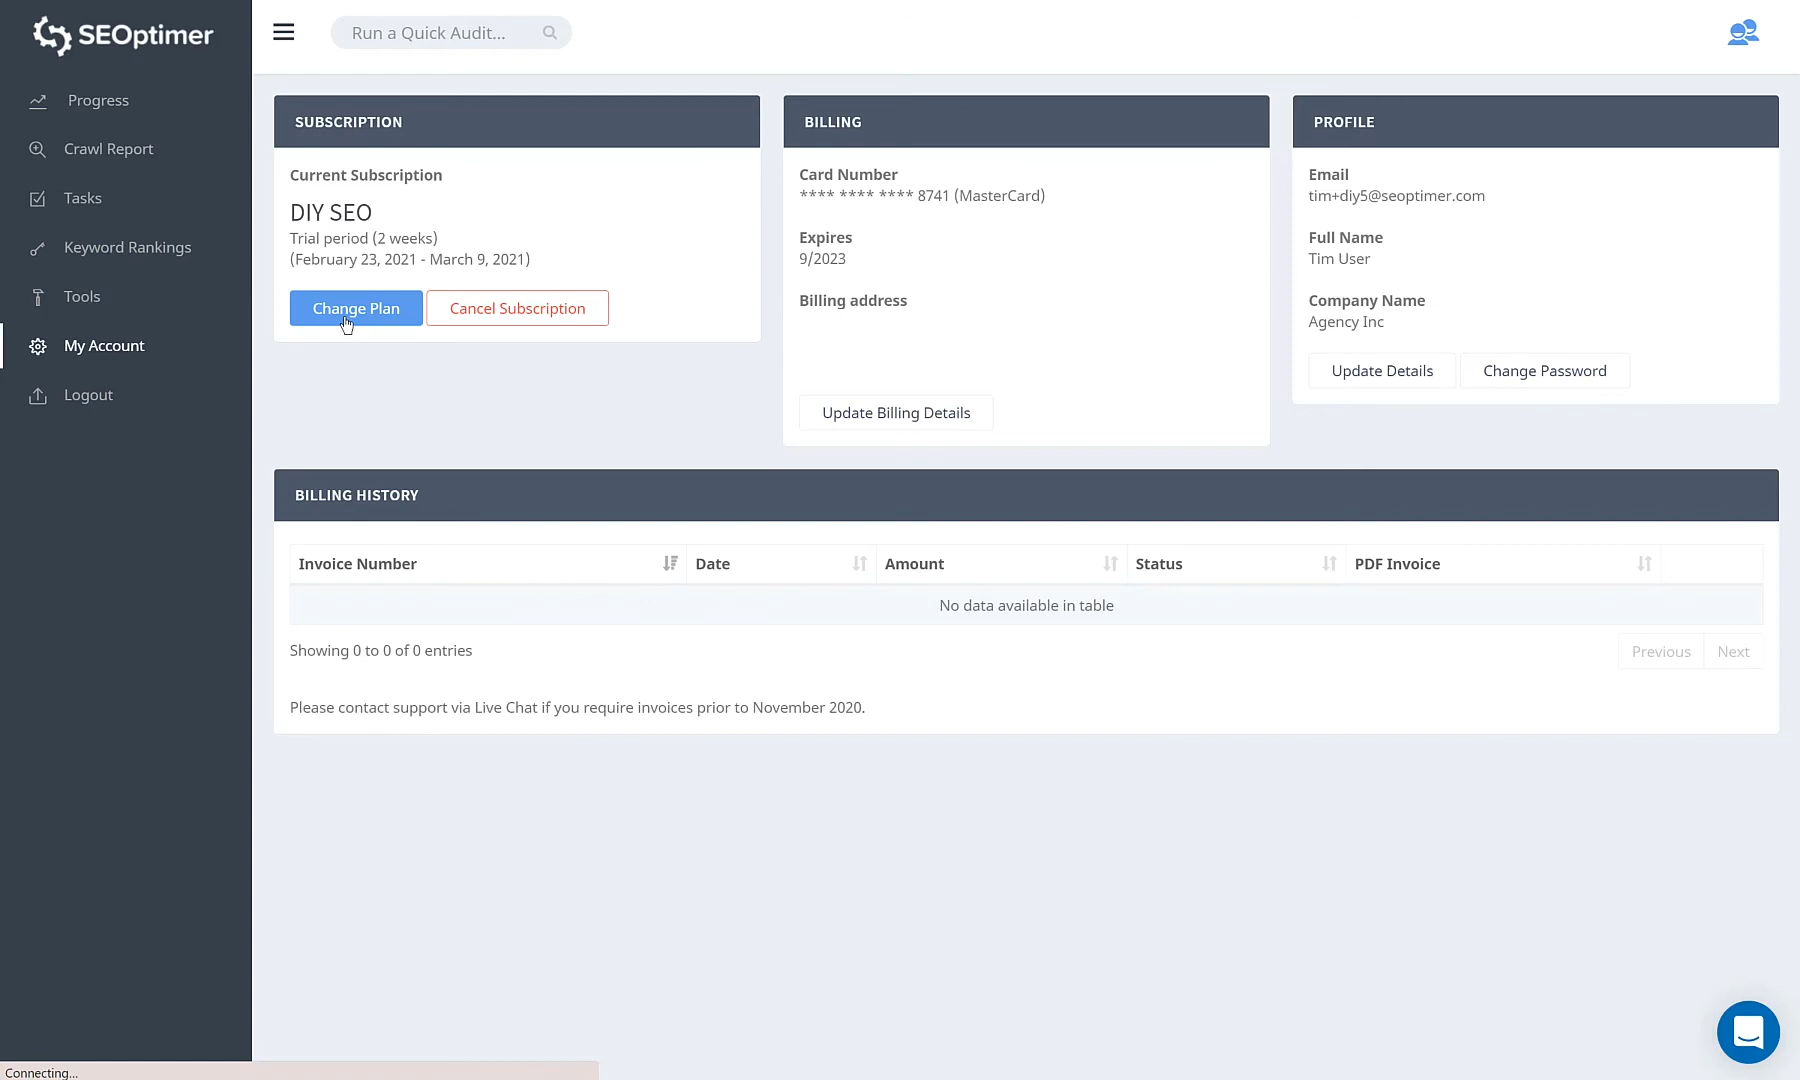 SEOptimer
Run a Quick Audit...
Progress
Crawl Report
Tasks
Keyword Rankings
Tools
My Account
Logout
SUBSCRIPTION
Current Subscription
DIY SEO
Trial period (2 weeks)
(February 23, 2021 - March 9, 2021)
Change Plan
Cancel Subscription
BILLING
Card Number
**** **** **** 8741 (MasterCard)
Expires
9/2023
Billing address
Update Billing Details
PROFILE
Email
tim+diy5@seoptimer.com
Full Name
Tim User
Company Name
Agency Inc
Update Details
Change Password
BILLING HISTORY
Invoice Number Date Amount Status PDF Invoice
No data available in table
Showing 0 to 0 of 0 entries
Previous Next
Please contact support via Live Chat if you require invoices prior to November 2020.
Connecting...